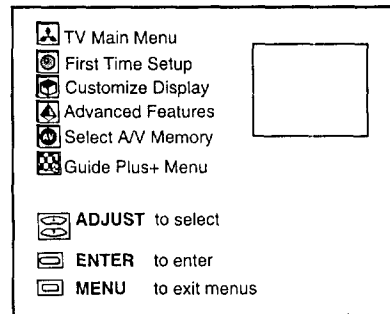 TV Main Menu
First Time Setup
Customize Display
Advanced Features
Select A/V Memory
Guide Plus+ Menu
ADJUST to select
ENTER to enter
MENU to exit menus